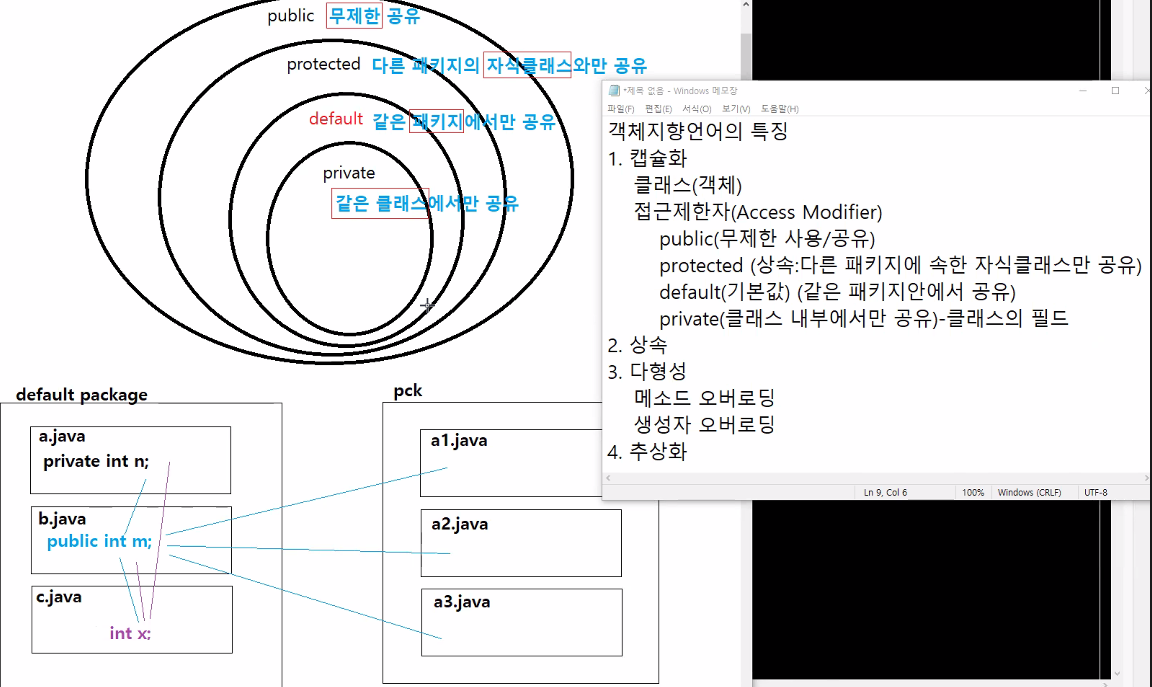 public 무제한 공유
protected 다른 패키지의 자식클래스와만 공유
default 같은 패키지에서만 공유
private
같은 클래스에서만 공유
default package
a.java
private int n;
b.java
public int m;
c.java
int x;
pck
a1.java
a2.java
a3.java
*제목 없음 - Windows 메모장
파일(F) 편집(E) 서식(O) 보기(V) 도움말(H)
객체지향언어의 특징
1. 캡슐화
클래스(객체)
접근제한자(Access Modifier)
public(무제한 사용/공유)
protected (상속:다른 패키지에 속한 자식클래스만 공유)
default(기본값) (같은 패키지안에서 공유)
private(클래스 내부에서만 공유)-클래스의 필드
2. 상속
3. 다형성
메소드 오버로딩
생성자 오버로딩
4. 추상화
Ln 9, Col 6 100% Windows (CRLF) UTF-8